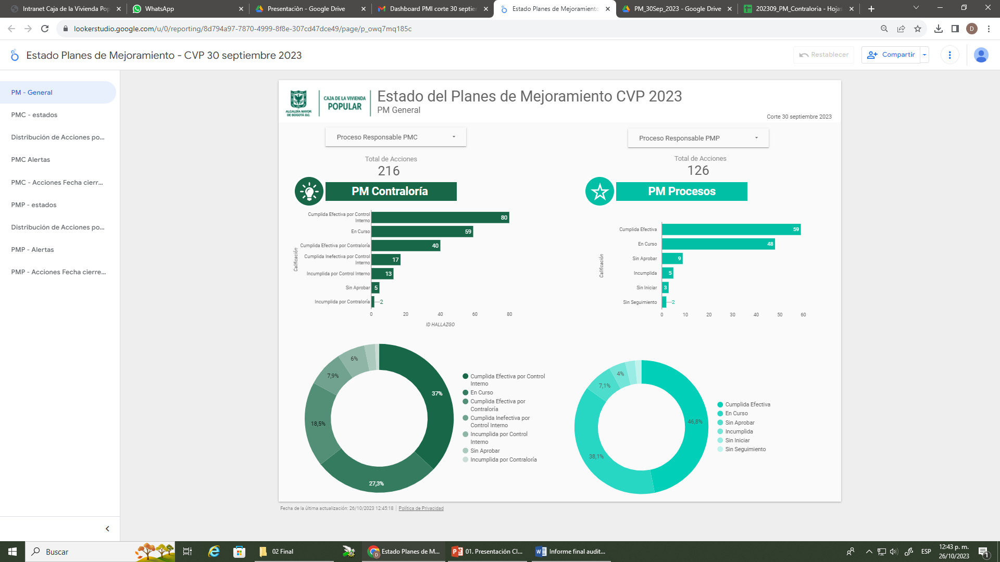 Intranet Caja de la Vivienda Pop
WhatsApp
Presentaciòn - Google Drive
Dashboard PMI corte 30 septie
Estado Planes de Mejoramiento
PM_30Sep_2023 - Google Drive
202309_PM_Contraloria - Hojas
lookerstudio.google.com/u/0/reporting/8d794a97-7870-4999-8f8e-307cd47dce49/page/p_owq7mq185c
D
Estado Planes de Mejoramiento - CVP 30 septiembre 2023
Restablecer
Compartir
PM - General
PMC - estados
Distribución de Acciones po...
PMC Alertas
PMC - Acciones Fecha cierr...
PMP - estados
Distribución de Acciones po...
PMP - Alertas
PMP - Acciones Fecha cierre...
ALCALDÍA MAYOR
DE BOGOTÁ D.C.
CAJA DE LA VIVIENDA
POPULAR
Estado del Planes de Mejoramiento CVP 2023
PM General
Corte 30 septiembre 2023
Proceso Responsable PMC
Total de Acciones
216
PM Contraloría
Calificación
Cumplida Efectiva por Control
Interno
80
En Curso
59
Cumplida Efectiva por Contraloría
40
Cumplida Inefectiva por Control
Interno
17
Incumplida por Control Interno
13
Sin Aprobar
5
Incumplida por Contraloría
2
0 20 40 60 80
ID HALLAZGO
Proceso Responsable PMP
Total de Acciones
126
PM Procesos
Calificación
Cumplida Efectiva
59
En Curso
48
Sin Aprobar
9
Incumplida
5
Sin Iniciar
3
Sin Seguimiento
2
0 10 20 30 40 50 60
37%
27,3%
18,5%
7,9%
6%
Cumplida Efectiva por Control
Interno
En Curso
Cumplida Efectiva por
Contraloría
Cumplida Inefectiva por
Control Interno
Incumplida por Control
Interno
Sin Aprobar
Incumplida por Contraloría
46,8%
38,1%
7,1%
4%
Cumplida Efectiva
En Curso
Sin Aprobar
Incumplida
Sin Iniciar
Sin Seguimiento
Fecha de la última actualización: 26/10/2023 12:45:18 | Política de Privacidad
Buscar
02 Final
D
Estado Planes de M...
01. Presentación Cl...
Informe final audit...
ESP
12:43 p. m.
26/10/2023
1